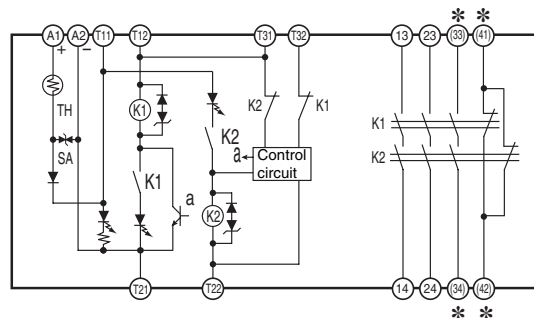 * *
A1 A2 T11 T12 T31 T32 13 23 (33) (41)
+ −
TH
K1
K2 K1
K1
SA
K2
a
Control
circuit
K2
K1
a
K2
T21 T22 14 24 (34) (42)
* *